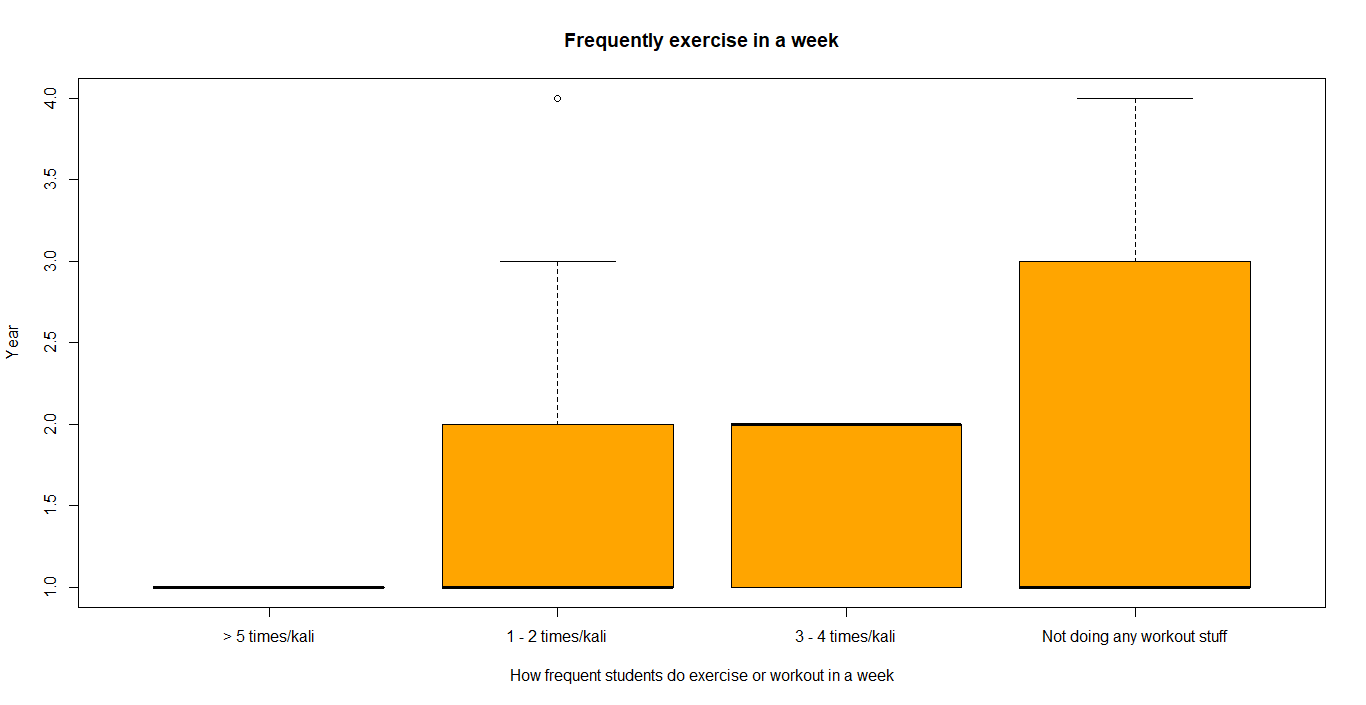 Frequently exercise in a week
4.0
3.5
3.0
2.5
2.0
1.5
1.0
Year
> 5 times/kali
1 - 2 times/kali
3 - 4 times/kali
Not doing any workout stuff
How frequent students do exercise or workout in a week